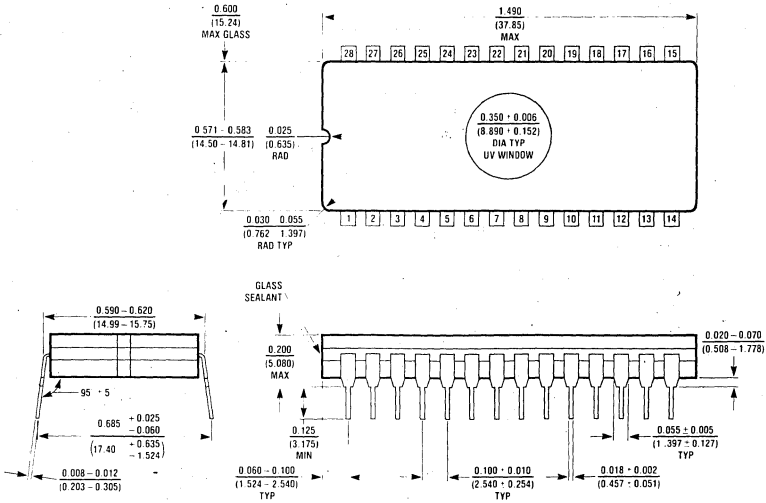 0.600
(15.24)
MAX GLASS
1.490
(37.85)
MAX
28 27 26 25 24 23 22 21 20 19 18 17 16 15
0.571 - 0.583
(14.50 - 14.81)
0.025
(0.635)
RAD
0.350 + 0.006
(8.890 + 0.152)
DIA TYP
UV WINDOW
0.030 0.055
(0.762 1.397)
RAD TYP
1 2 3 4 5 6 7 8 9 10 11 12 13 14
GLASS
SEALANT
0.590 – 0.620
(14.99 – 15.75)
0.200
(5.080)
MAX
0.020 – 0.070
(0.508 – 1.778)
95 + 5
0.685 + 0.025
– 0.060
(17.40 + 0.635
– 1.524)
0.125
(3.175)
MIN
0.055 ± 0.005
(1.397 ± 0.127)
TYP
0.008 – 0.012
(0.203 – 0.305)
0.060 – 0.100
(1.524 – 2.540)
TYP
0.100 + 0.010
(2.540 ± 0.254)
TYP
0.018 + 0.002
(0.457 ± 0.051)